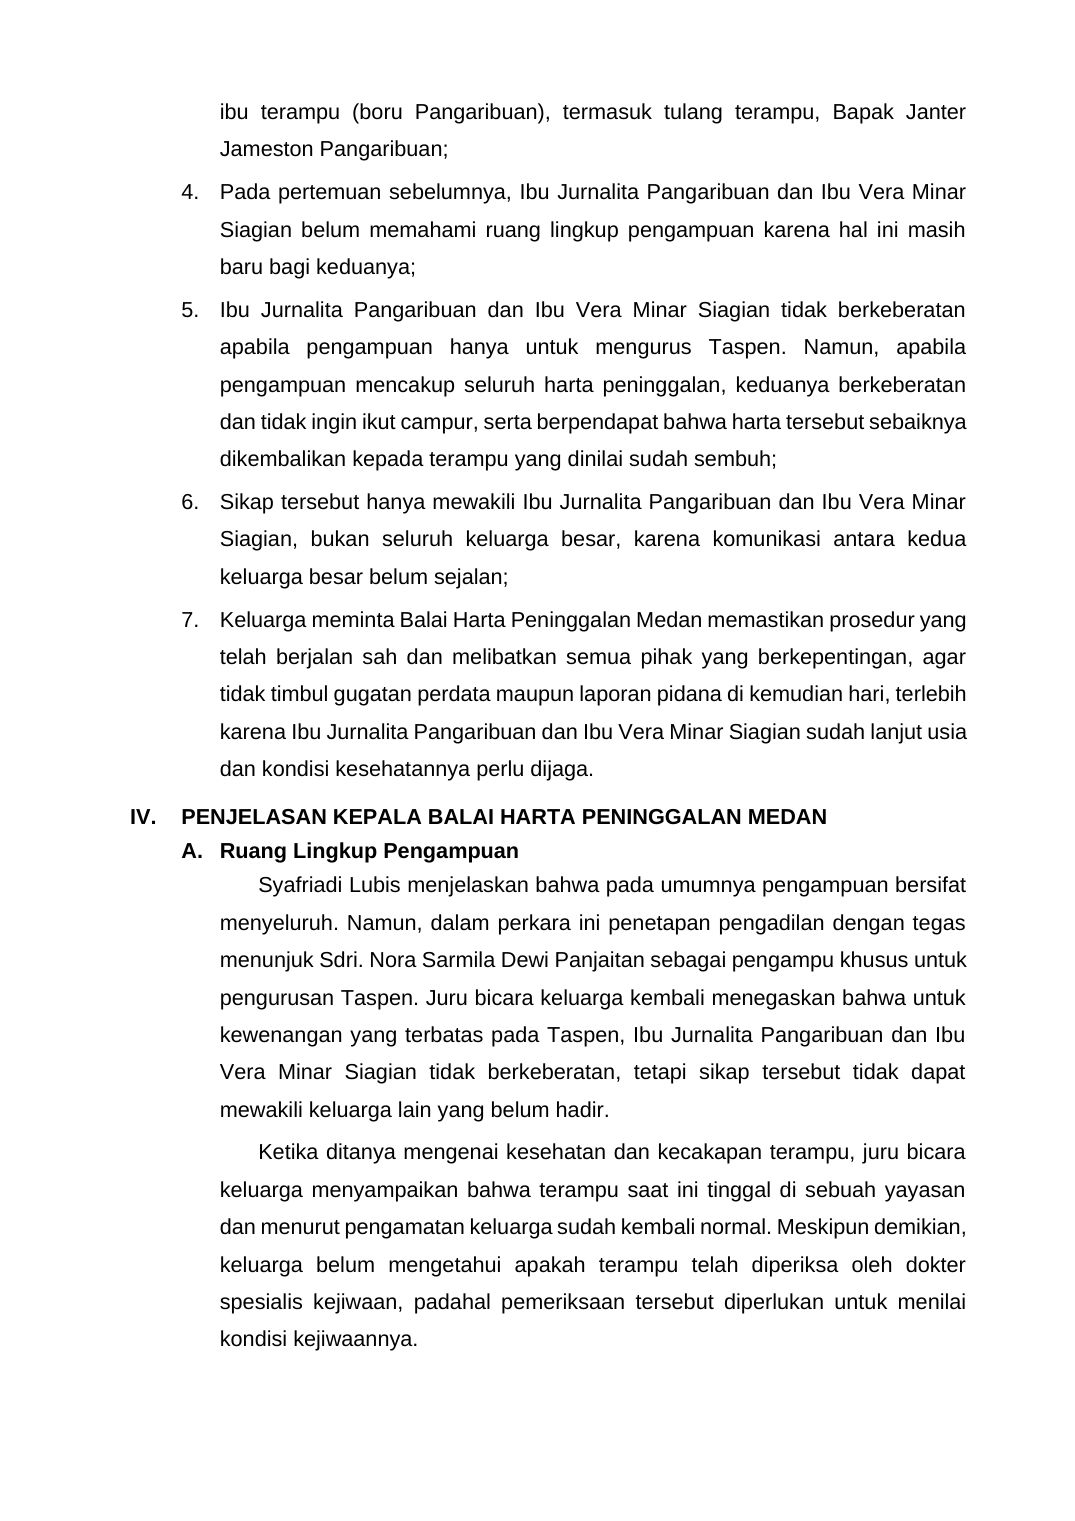 ibu terampu (boru Pangaribuan), termasuk tulang terampu, Bapak Janter
Jameston Pangaribuan;
4. Pada pertemuan sebelumnya, Ibu Jurnalita Pangaribuan dan Ibu Vera Minar
Siagian belum memahami ruang lingkup pengampuan karena hal ini masih
baru bagi keduanya;
5. Ibu Jurnalita Pangaribuan dan Ibu Vera Minar Siagian tidak berkeberatan
apabila pengampuan hanya untuk mengurus Taspen. Namun, apabila
pengampuan mencakup seluruh harta peninggalan, keduanya berkeberatan
dan tidak ingin ikut campur, serta berpendapat bahwa harta tersebut sebaiknya
dikembalikan kepada terampu yang dinilai sudah sembuh;
6. Sikap tersebut hanya mewakili Ibu Jurnalita Pangaribuan dan Ibu Vera Minar
Siagian, bukan seluruh keluarga besar, karena komunikasi antara kedua
keluarga besar belum sejalan;
7. Keluarga meminta Balai Harta Peninggalan Medan memastikan prosedur yang
telah berjalan sah dan melibatkan semua pihak yang berkepentingan, agar
tidak timbul gugatan perdata maupun laporan pidana di kemudian hari, terlebih
karena Ibu Jurnalita Pangaribuan dan Ibu Vera Minar Siagian sudah lanjut usia
dan kondisi kesehatannya perlu dijaga.
IV. PENJELASAN KEPALA BALAI HARTA PENINGGALAN MEDAN
A. Ruang Lingkup Pengampuan
Syafriadi Lubis menjelaskan bahwa pada umumnya pengampuan bersifat
menyeluruh. Namun, dalam perkara ini penetapan pengadilan dengan tegas
menunjuk Sdri. Nora Sarmila Dewi Panjaitan sebagai pengampu khusus untuk
pengurusan Taspen. Juru bicara keluarga kembali menegaskan bahwa untuk
kewenangan yang terbatas pada Taspen, Ibu Jurnalita Pangaribuan dan Ibu
Vera Minar Siagian tidak berkeberatan, tetapi sikap tersebut tidak dapat
mewakili keluarga lain yang belum hadir.
Ketika ditanya mengenai kesehatan dan kecakapan terampu, juru bicara
keluarga menyampaikan bahwa terampu saat ini tinggal di sebuah yayasan
dan menurut pengamatan keluarga sudah kembali normal. Meskipun demikian,
keluarga belum mengetahui apakah terampu telah diperiksa oleh dokter
spesialis kejiwaan, padahal pemeriksaan tersebut diperlukan untuk menilai
kondisi kejiwaannya.